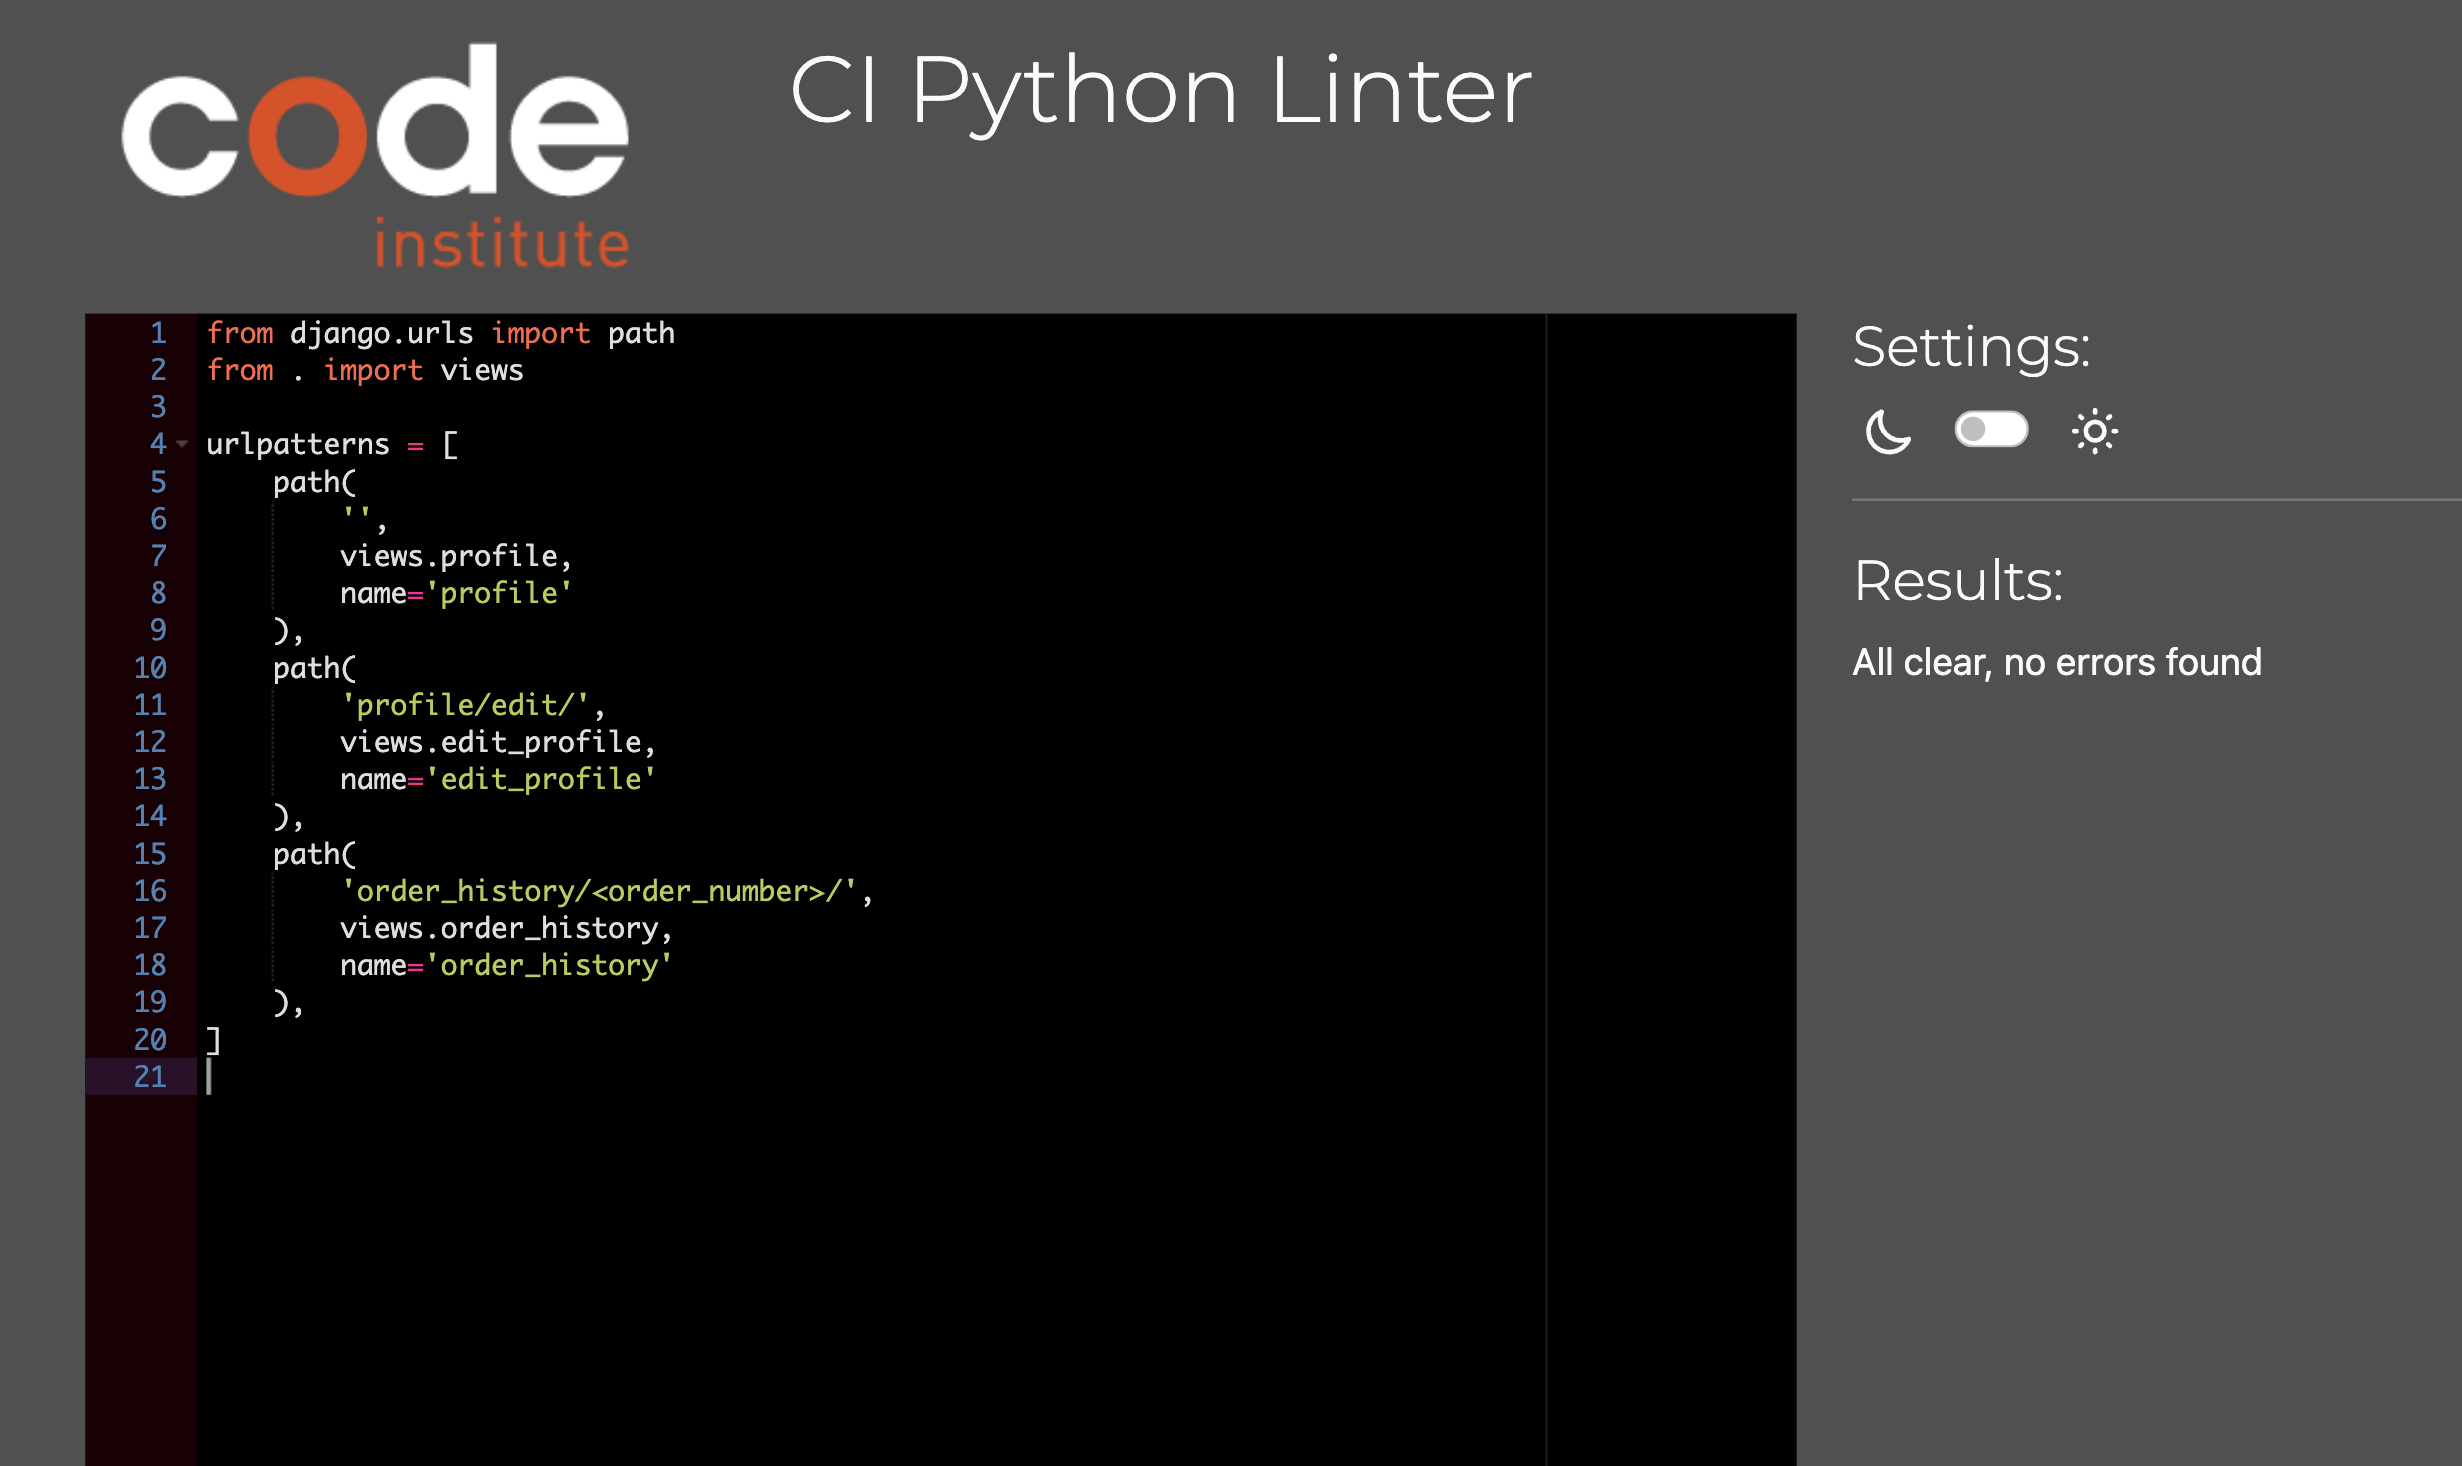 code
institute
CI Python Linter
1 from django.urls import path
2 from . import views
3
4 urlpatterns = [
5     path(
6         '',
7         views.profile,
8         name='profile'
9     ),
10     path(
11         'profile/edit/',
12         views.edit_profile,
13         name='edit_profile'
14     ),
15     path(
16         'order_history/<order_number>/',
17         views.order_history,
18         name='order_history'
19     ),
20 ]
21
Settings:
Results:
All clear, no errors found